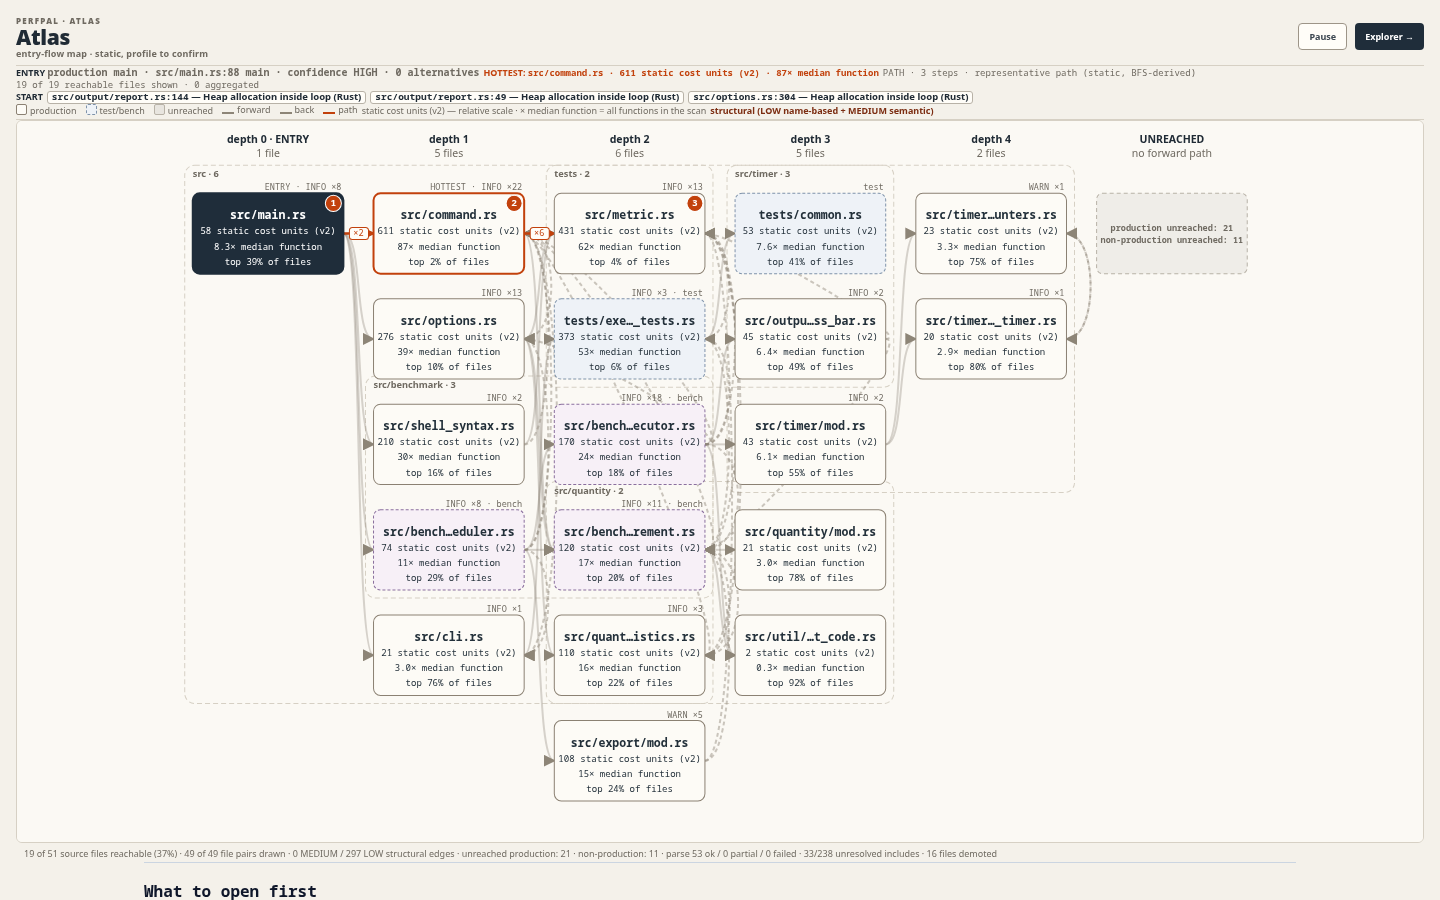 PERFPAL · ATLAS
Atlas
entry-flow map · static, profile to confirm
Pause
Explorer →
ENTRY production main · src/main.rs:88 main · confidence HIGH · 0 alternatives HOTTEST: src/command.rs · 611 static cost units (v2) · 87× median function PATH · 3 steps · representative path (static, BFS-derived)
19 of 19 reachable files shown · 0 aggregated
START src/output/report.rs:144 — Heap allocation inside loop (Rust) src/output/report.rs:49 — Heap allocation inside loop (Rust) src/options.rs:304 — Heap allocation inside loop (Rust)
production test/bench unreached forward back path static cost units (v2) — relative scale · × median function = all functions in the scan structural (LOW name-based + MEDIUM semantic)
depth 0 · ENTRY
1 file
depth 1
5 files
depth 2
6 files
depth 3
5 files
depth 4
2 files
UNREACHED
no forward path
src · 6
tests · 2
src/timer · 3
ENTRY · INFO ×8
1
src/main.rs
58 static cost units (v2)
8.3× median function
top 39% of files
×2
HOTTEST · INFO ×22
2
src/command.rs
611 static cost units (v2)
87× median function
top 2% of files
×6
INFO ×13
3
src/metric.rs
431 static cost units (v2)
62× median function
top 4% of files
test
tests/common.rs
53 static cost units (v2)
7.6× median function
top 41% of files
WARN ×1
src/timer…unters.rs
23 static cost units (v2)
3.3× median function
top 75% of files
production unreached: 21
non-production unreached: 11
INFO ×13
src/options.rs
276 static cost units (v2)
39× median function
top 10% of files
INFO ×3 · test
tests/exe…_tests.rs
373 static cost units (v2)
53× median function
top 6% of files
INFO ×2
src/outpu…ss_bar.rs
45 static cost units (v2)
6.4× median function
top 49% of files
INFO ×1
src/timer…_timer.rs
20 static cost units (v2)
2.9× median function
top 80% of files
src/benchmark · 3
INFO ×2
src/shell_syntax.rs
210 static cost units (v2)
30× median function
top 16% of files
INFO ×18 · bench
src/bench…ecutor.rs
170 static cost units (v2)
24× median function
top 18% of files
INFO ×2
src/timer/mod.rs
43 static cost units (v2)
6.1× median function
top 55% of files
src/quantity · 2
INFO ×8 · bench
src/bench…eduler.rs
74 static cost units (v2)
11× median function
top 29% of files
INFO ×11 · bench
src/bench…rement.rs
120 static cost units (v2)
17× median function
top 20% of files
src/quantity/mod.rs
21 static cost units (v2)
3.0× median function
top 78% of files
INFO ×1
src/cli.rs
21 static cost units (v2)
3.0× median function
top 76% of files
INFO ×3
src/quant…istics.rs
110 static cost units (v2)
16× median function
top 22% of files
src/util/…t_code.rs
2 static cost units (v2)
0.3× median function
top 92% of files
WARN ×5
src/export/mod.rs
108 static cost units (v2)
15× median function
top 24% of files
19 of 51 source files reachable (37%) · 49 of 49 file pairs drawn · 0 MEDIUM / 297 LOW structural edges · unreached production: 21 · non-production: 11 · parse 53 ok / 0 partial / 0 failed · 33/238 unresolved includes · 16 files demoted
What to open first